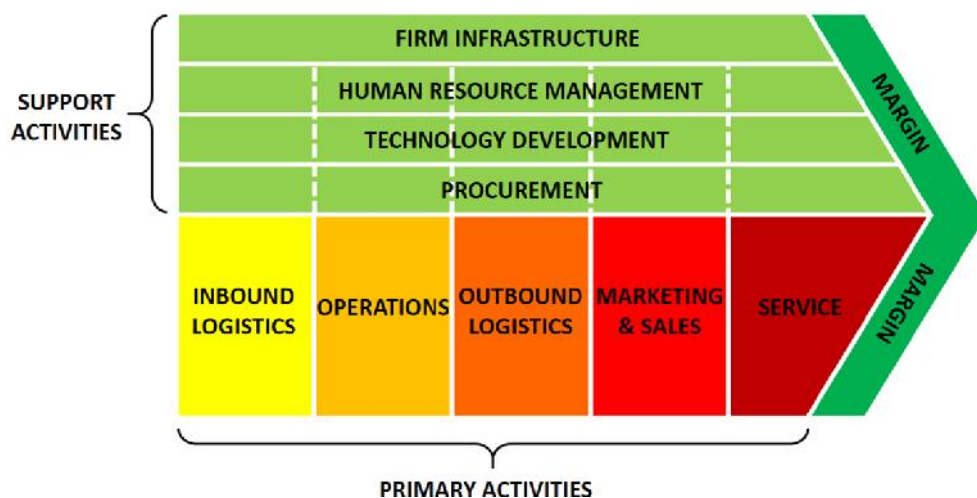 FIRM INFRASTRUCTURE
HUMAN RESOURCE MANAGEMENT
SUPPORT
ACTIVITIES
TECHNOLOGY DEVELOPMENT
PROCUREMENT
MARGIN
INBOUND
LOGISTICS
OPERATIONS
OUTBOUND
LOGISTICS
MARKETING
& SALES
SERVICE
MARGIN
PRIMARY ACTIVITIES